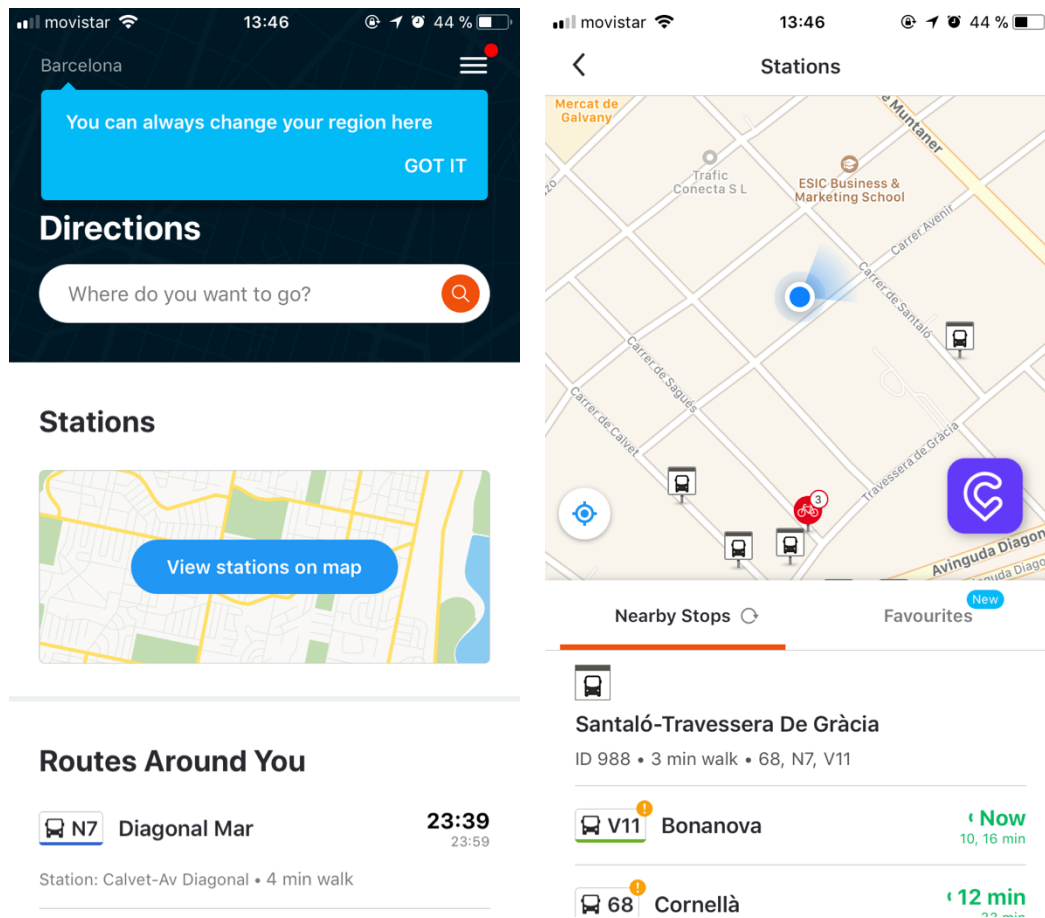 movistar 13:46 44 %
Barcelona
You can always change your region here
GOT IT
Directions
Where do you want to go?
Stations
View stations on map
Routes Around You
N7 Diagonal Mar 23:39
23:59
Station: Calvet-Av Diagonal • 4 min walk
movistar 13:46 44 %
Stations
Mercat de
Galvany
Muntaner
Trafic
Conecta S L
ESIC Business &
Marketing School
Carrer Avenir
Carrer de Santaló
Carrer de Sagués
Carrer de Calvet
Travessera de Gràcia
3
Avinguda Diagon
Nearby Stops
Favourites
New
Santaló-Travessera De Gràcia
ID 988 • 3 min walk • 68, N7, V11
V11 ! Bonanova Now
10, 16 min
68 ! Cornellà 12 min